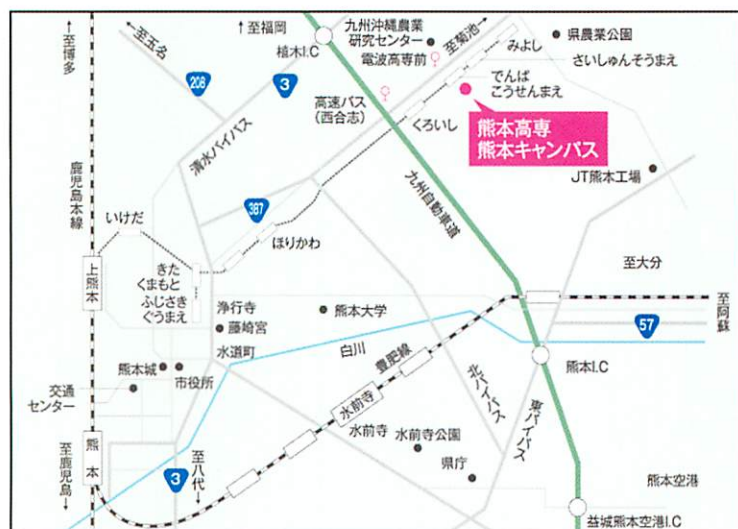 ←至博多
←至玉名
↑至福岡
植木I.C
九州沖縄農業
研究センター
至菊池→
みよし
県農業公園
電波高専前
さいしゅんそうまえ
208
3
でんぱ
こうせんまえ
高速バス
(西合志)
くろいし
熊本高専
熊本キャンパス
清水バイパス
鹿児島本線
九州自動車道
JT熊本工場
387
いけだ
ほりかわ
上熊本
きた
くまもと
ふじさき
ぐうまえ
至大分
至阿蘇→
浄行寺
熊本大学
藤崎宮
57
水道町
白川
豊肥線
熊本城
市役所
熊本I.C
交通
センター
北バイパス
東バイパス
水前寺
水前寺
水前寺公園
熊本
県庁
至鹿児島↓
3
至八代→
熊本空港
益城熊本空港I.C